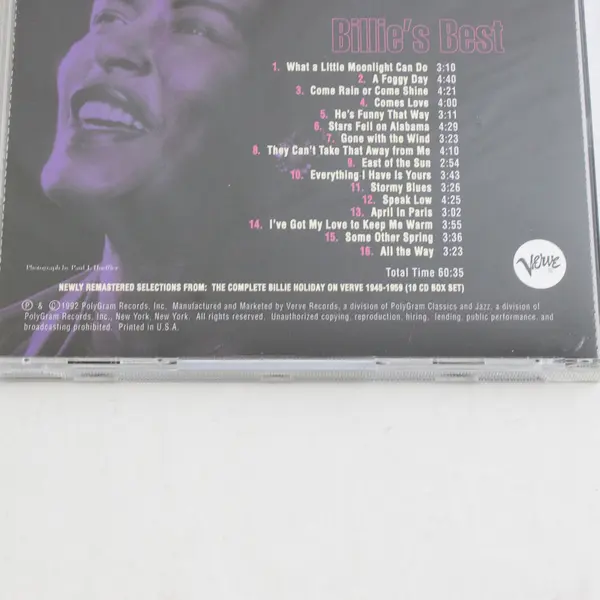 Billie's Best
1. What a Little Moonlight Can Do 3:10
2. A Foggy Day 4:40
3. Come Rain or Come Shine 4:21
4. Comes Love 4:00
5. He's Funny That Way 3:11
6. Stars Fell on Alabama 4:29
7. Gone with the Wind 3:23
8. They Can't Take That Away from Me 4:10
9. East of the Sun 2:54
10. Everything I Have Is Yours 3:43
11. Stormy Blues 3:26
12. Speak Low 4:25
13. April in Paris 3:02
14. I've Got My Love to Keep Me Warm 3:55
15. Some Other Spring 3:36
16. All the Way 3:23
Total Time 60:35
VERVE
Photograph by Paul J.
NEWLY REMASTERED SELECTIONS FROM: THE COMPLETE BILLIE HOLIDAY ON VERVE 1945-1959 (10 CD BOX SET)
℗ & © 1992 PolyGram Records, Inc. Manufactured and Marketed by Verve Records, a division of PolyGram Classics and Jazz, a division of
PolyGram Records, Inc., New York, New York. All rights reserved. Unauthorized copying, reproduction, hiring, lending, public performance, and
broadcasting prohibited. Printed in U.S.A.